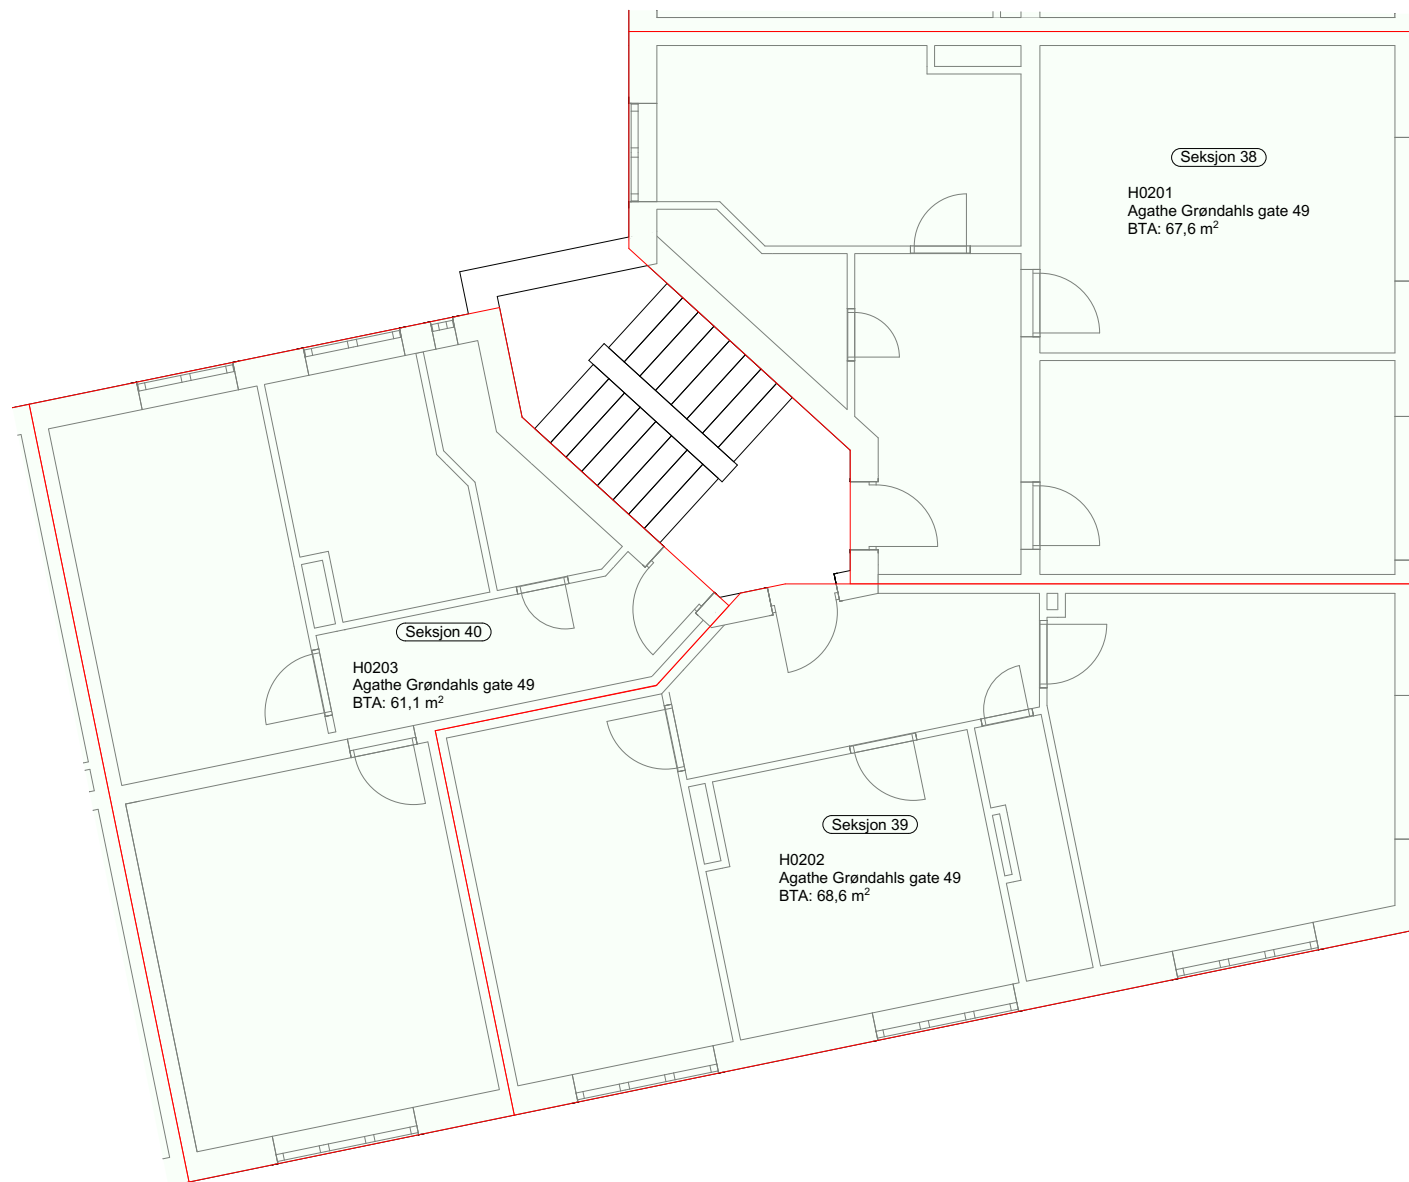 Seksjon 38
H0201
Agathe Grøndahls gate 49
BTA: 67,6 m²
Seksjon 40
H0203
Agathe Grøndahls gate 49
BTA: 61,1 m²
Seksjon 39
H0202
Agathe Grøndahls gate 49
BTA: 68,6 m²